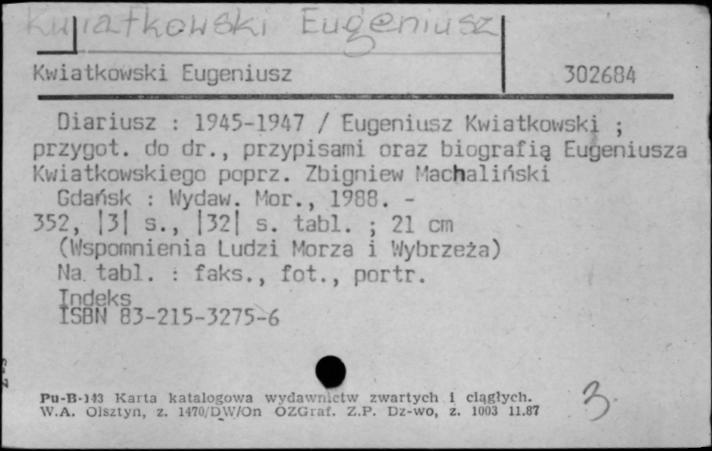 Kwiatkowski Eugeniusz
Kwiatkowski Eugeniusz
302684
Diariusz : 1945-1947 / Eugeniusz Kwiatkowski ;
przygot. do dr., przypisami oraz biografią Eugeniusza
Kwiatkowskiego poprz. Zbigniew Machaliński
Gdańsk : Wydaw. Mor., 1988. -
352, |3| s., |32| s. tabl. ; 21 cm
(Wspomnienia Ludzi Morza i Wybrzeża)
Na tabl. : faks., fot., portr.
Indeks
ISBN 83-215-3275-6
Pu-B-143 Karta katalogowa wydawnictw zwartych i ciągłych.
W.A. Olsztyn, z. 1470/DW/On OZGraf. Z.P. Dz-wo, z. 1003 11.87
3.